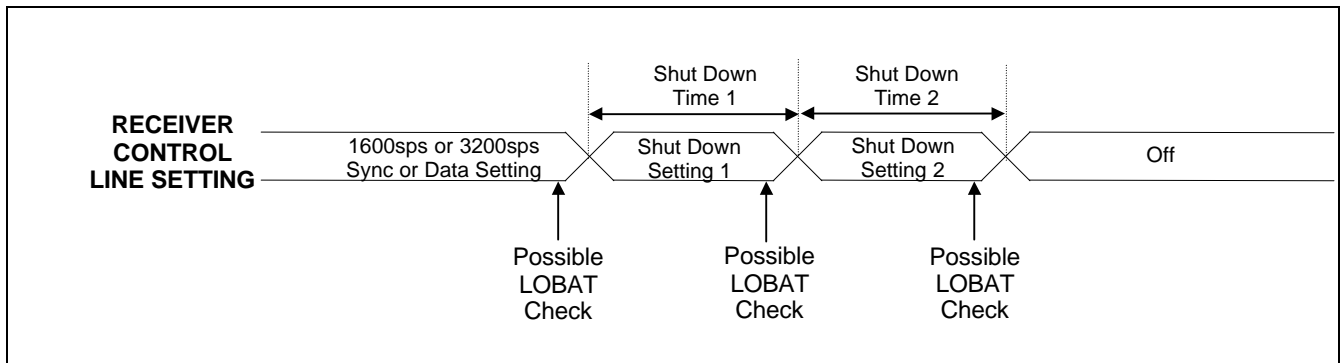 Shut Down
Time 1
Shut Down
Time 2
RECEIVER
CONTROL
LINE SETTING
1600sps or 3200sps
Sync or Data Setting
Shut Down
Setting 1
Shut Down
Setting 2
Off
Possible
LOBAT
Check
Possible
LOBAT
Check
Possible
LOBAT
Check